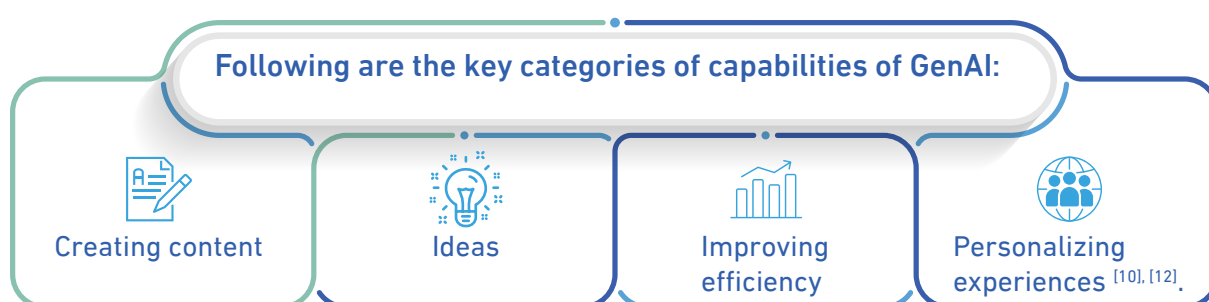 Following are the key categories of capabilities of GenAI:
Creating content
Ideas
Improving
efficiency
Personalizing
experiences [10], [12].